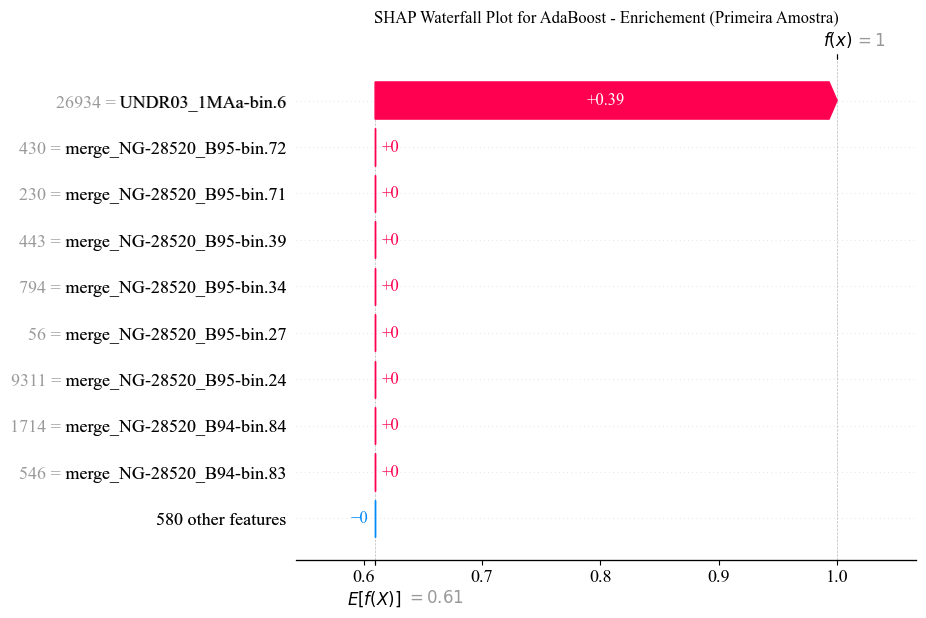 SHAP Waterfall Plot for AdaBoost - Enrichement (Primeira Amostra)
f(x) = 1
26934 = UNDR03_1MAa-bin.6 +0.39
430 = merge_NG-28520_B95-bin.72 +0
230 = merge_NG-28520_B95-bin.71 +0
443 = merge_NG-28520_B95-bin.39 +0
794 = merge_NG-28520_B95-bin.34 +0
56 = merge_NG-28520_B95-bin.27 +0
9311 = merge_NG-28520_B95-bin.24 +0
1714 = merge_NG-28520_B94-bin.84 +0
546 = merge_NG-28520_B94-bin.83 +0
580 other features −0
0.6 0.7 0.8 0.9 1.0
E[f(X)] = 0.61